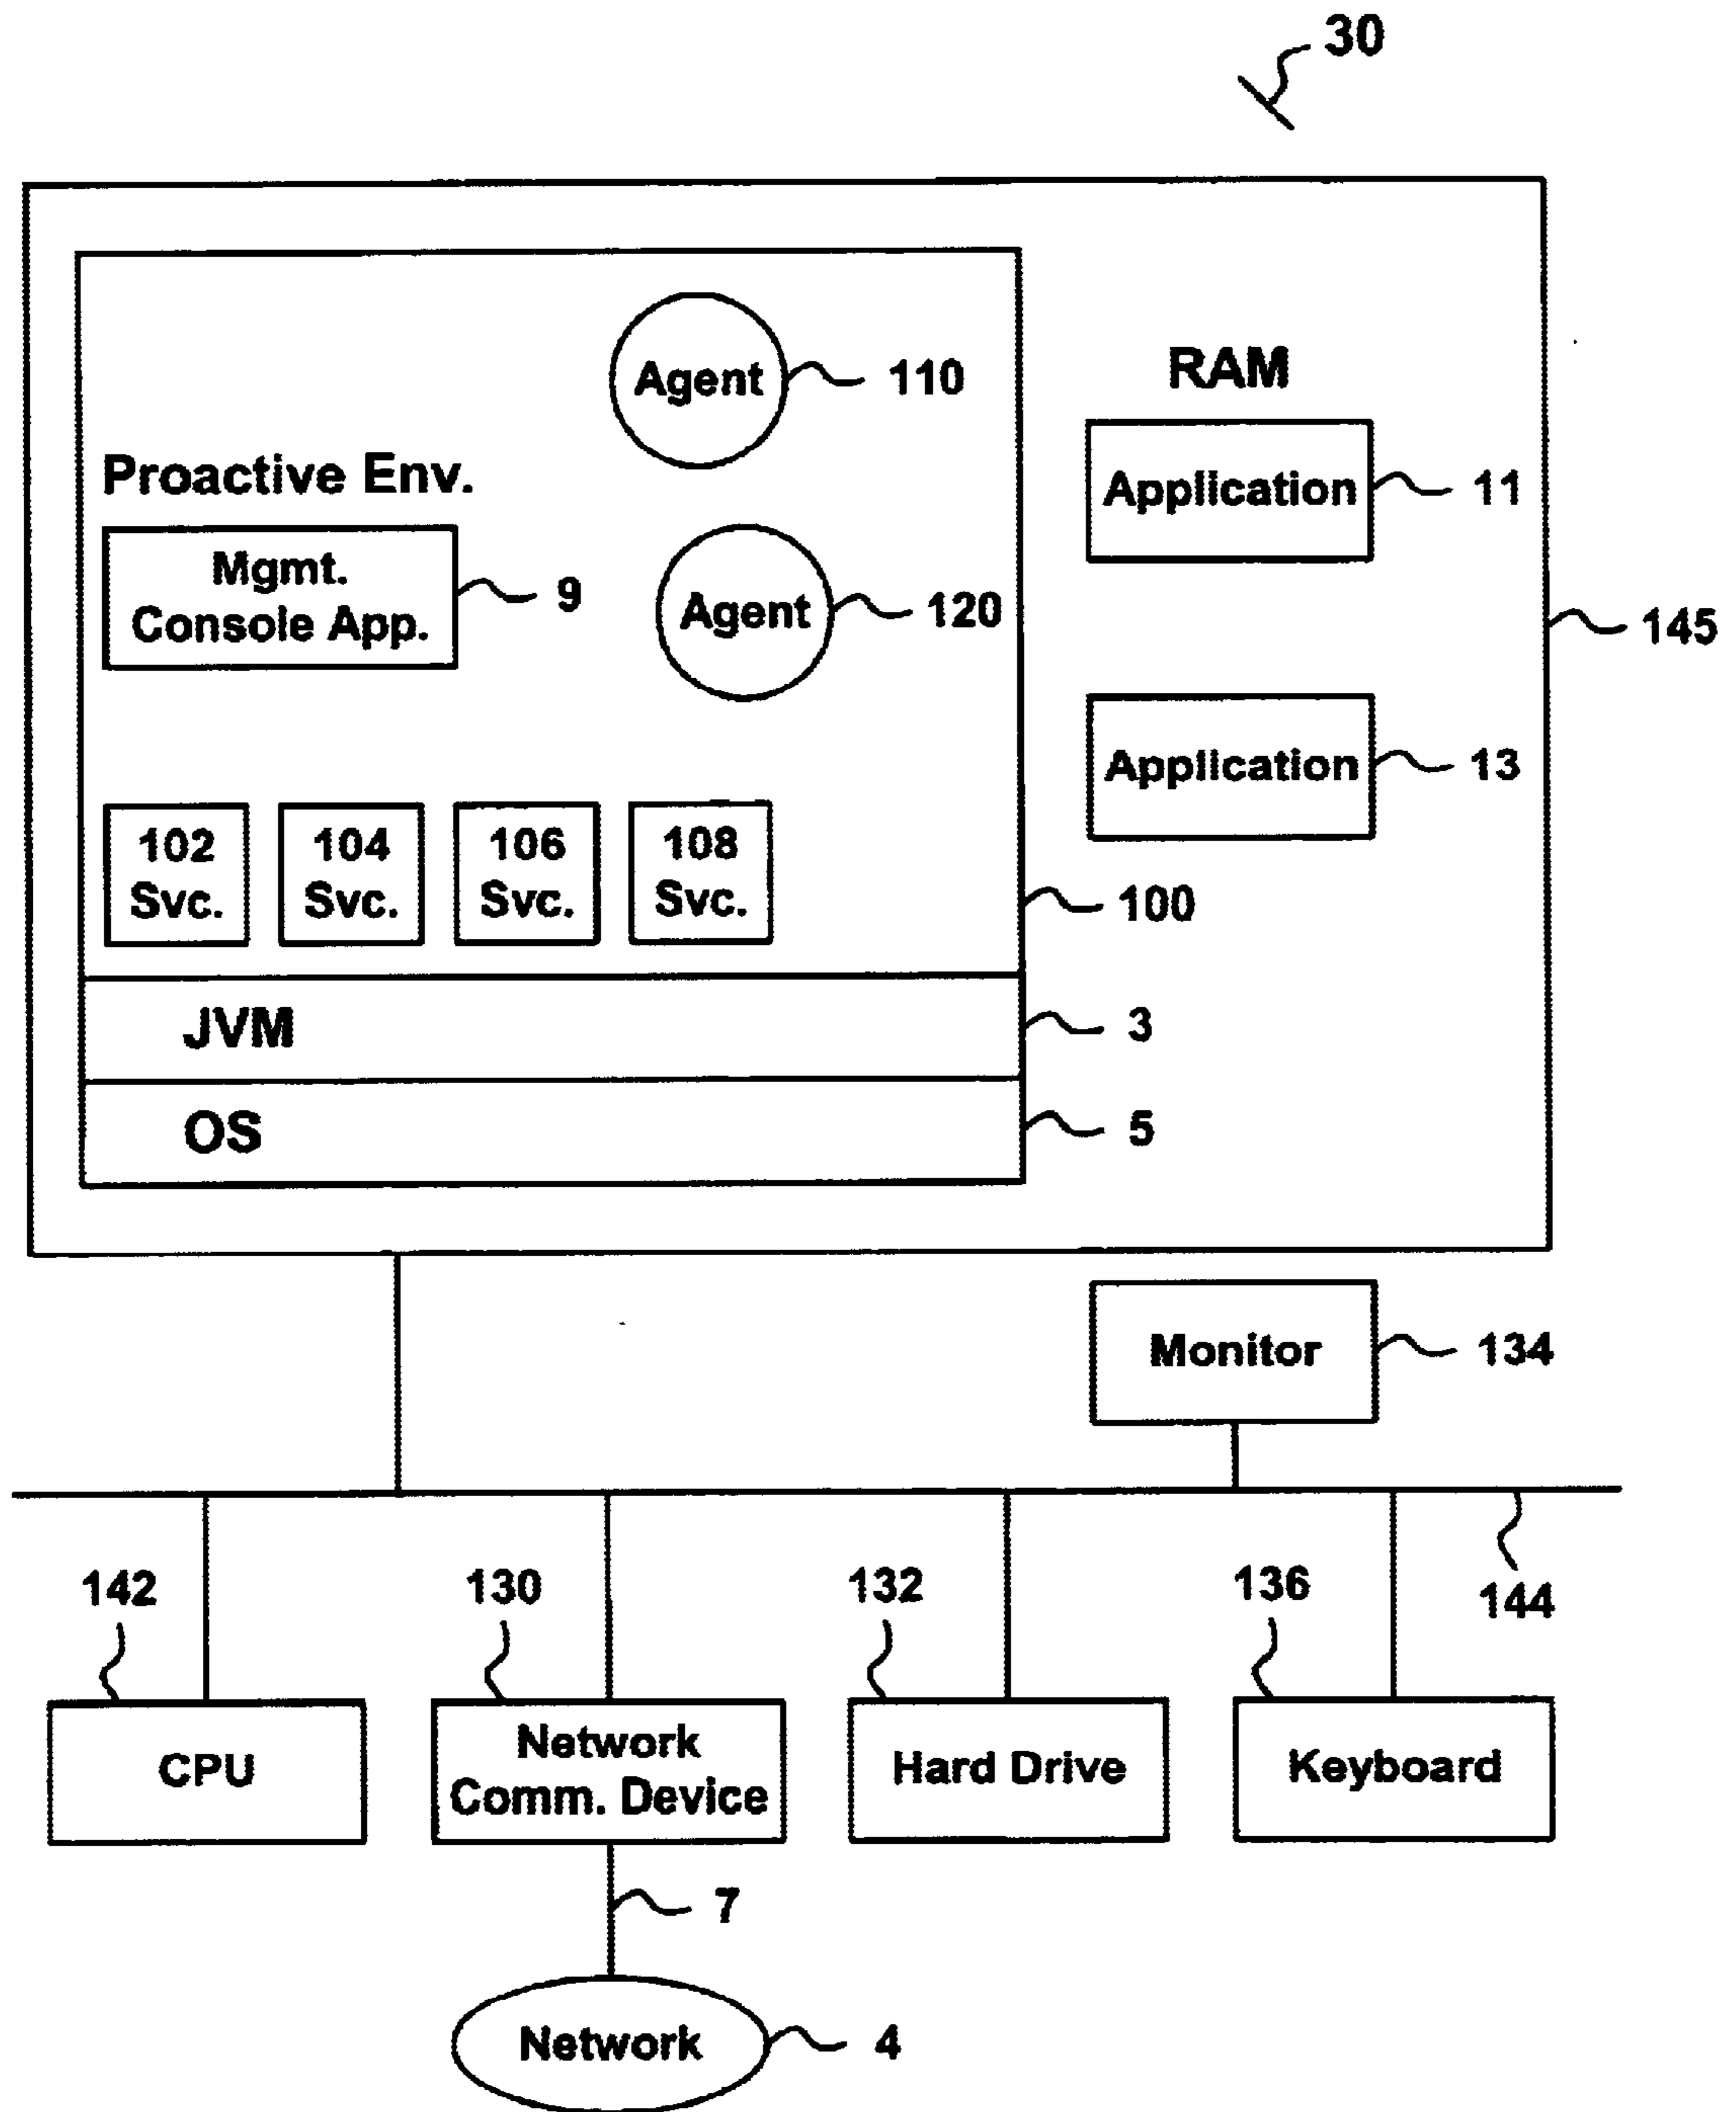 30
Agent
110
RAM
Proactive Env.
Application
11
Mgmt.
Console App.
9
Agent
120
145
Application
13
102
Svc.
104
Svc.
106
Svc.
108
Svc.
100
JVM
3
OS
5
Monitor
134
142
130
132
136
144
CPU
Network
Comm. Device
Hard Drive
Keyboard
7
Network
4